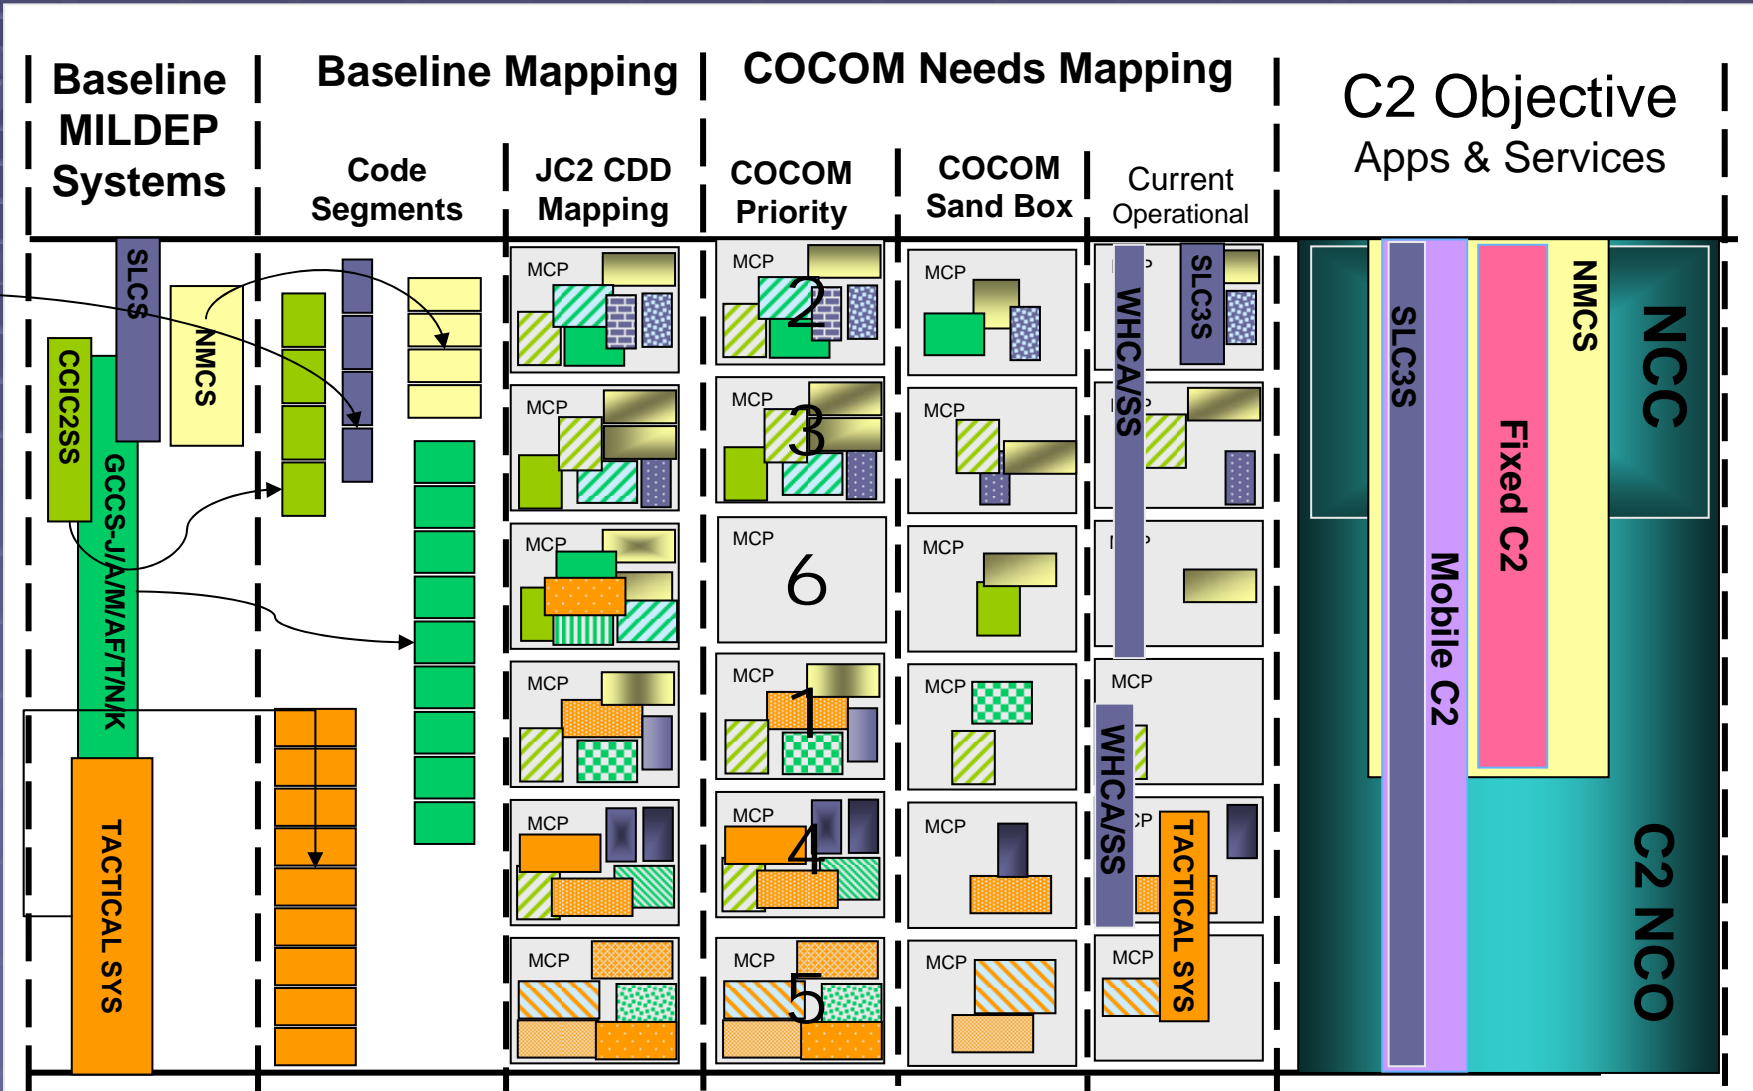 Baseline
MILDEP
Systems
Baseline Mapping
Code
Segments
JC2 CDD
Mapping
COCOM Needs Mapping
COCOM
Priority
COCOM
Sand Box
Current
Operational
C2 Objective
Apps & Services
SLCS
NMCS
CCIC2SS
GCCS-J/A/M/AF/T/N/K
TACTICAL SYS
MCP
MCP
MCP
MCP
MCP
MCP
MCP
2
MCP
3
MCP
6
MCP
1
MCP
4
MCP
5
MCP
MCP
MCP
MCP
MCP
MCP
WHCA/SS
SLC3S
MCP
WHCA/SS
TACTICAL SYS
MCP
SLC3S
Mobile C2
Fixed C2
NMCS
NCC
C2 NCO